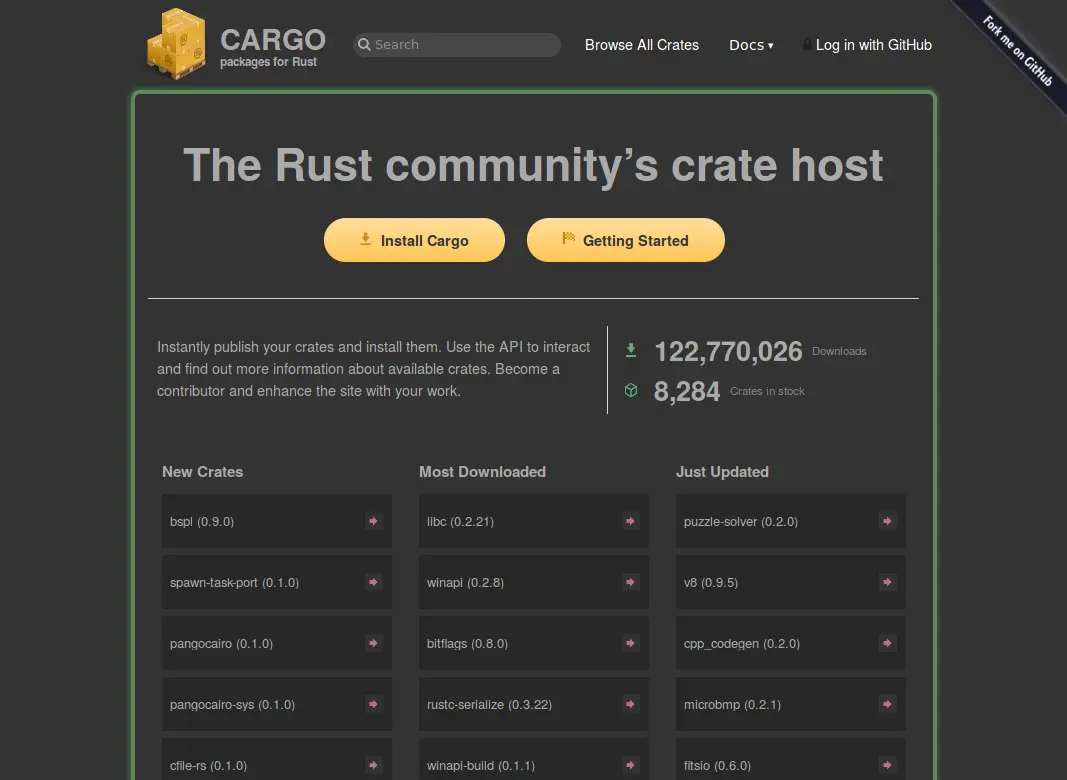 CARGO
packages for Rust
Search
Browse All Crates
Docs ▾
Log in with GitHub
Fork me on GitHub
The Rust community’s crate host
Install Cargo
Getting Started
Instantly publish your crates and install them. Use the API to interact
and find out more information about available crates. Become a
contributor and enhance the site with your work.
122,770,026 Downloads
8,284 Crates in stock
New Crates
bspl (0.9.0)
spawn-task-port (0.1.0)
pangocairo (0.1.0)
pangocairo-sys (0.1.0)
cfile-rs (0.1.0)
Most Downloaded
libc (0.2.21)
winapi (0.2.8)
bitflags (0.8.0)
rustc-serialize (0.3.22)
winapi-build (0.1.1)
Just Updated
puzzle-solver (0.2.0)
v8 (0.9.5)
cpp_codegen (0.2.0)
microbmp (0.2.1)
fitsio (0.6.0)